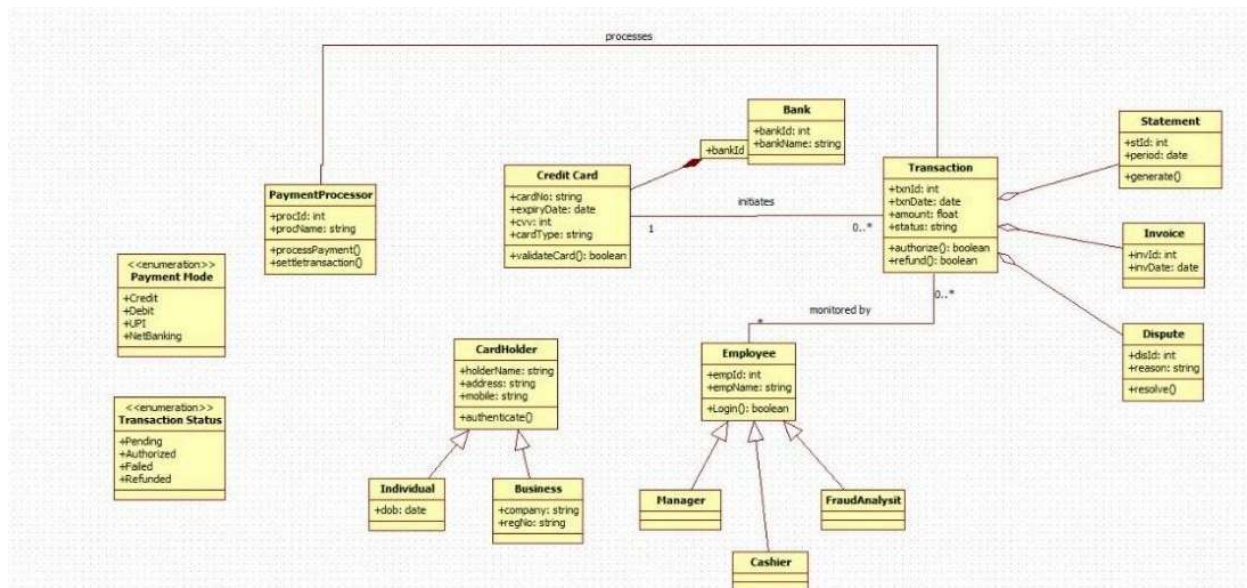 processes
Bank
+bankId: int
+bankName: string
+bankId
Statement
+stId: int
+period: date
+generate()
Credit Card
+cardNo: string
+expiryDate: date
+cvv: int
+cardType: string
+validateCard(): boolean
initiates
1
0..*
Transaction
+txnId: int
+txnDate: date
+amount: float
+status: string
+authorize(): boolean
+refund(): boolean
PaymentProcessor
+procId: int
+procName: string
+processPayment()
+settletransaction()
Invoice
+invId: int
+invDate: date
<<enumeration>>
Payment Mode
+Credit
+Debit
+UPI
+NetBanking
0..*
monitored by
*
Dispute
+disId: int
+reason: string
+resolve()
CardHolder
+holderName: string
+address: string
+mobile: string
+authenticate()
Employee
+empId: int
+empName: string
+Login(): boolean
<<enumeration>>
Transaction Status
+Pending
+Authorized
+Failed
+Refunded
Individual
+dob: date
Business
+company: string
+regNo: string
Manager
FraudAnalysit
Cashier